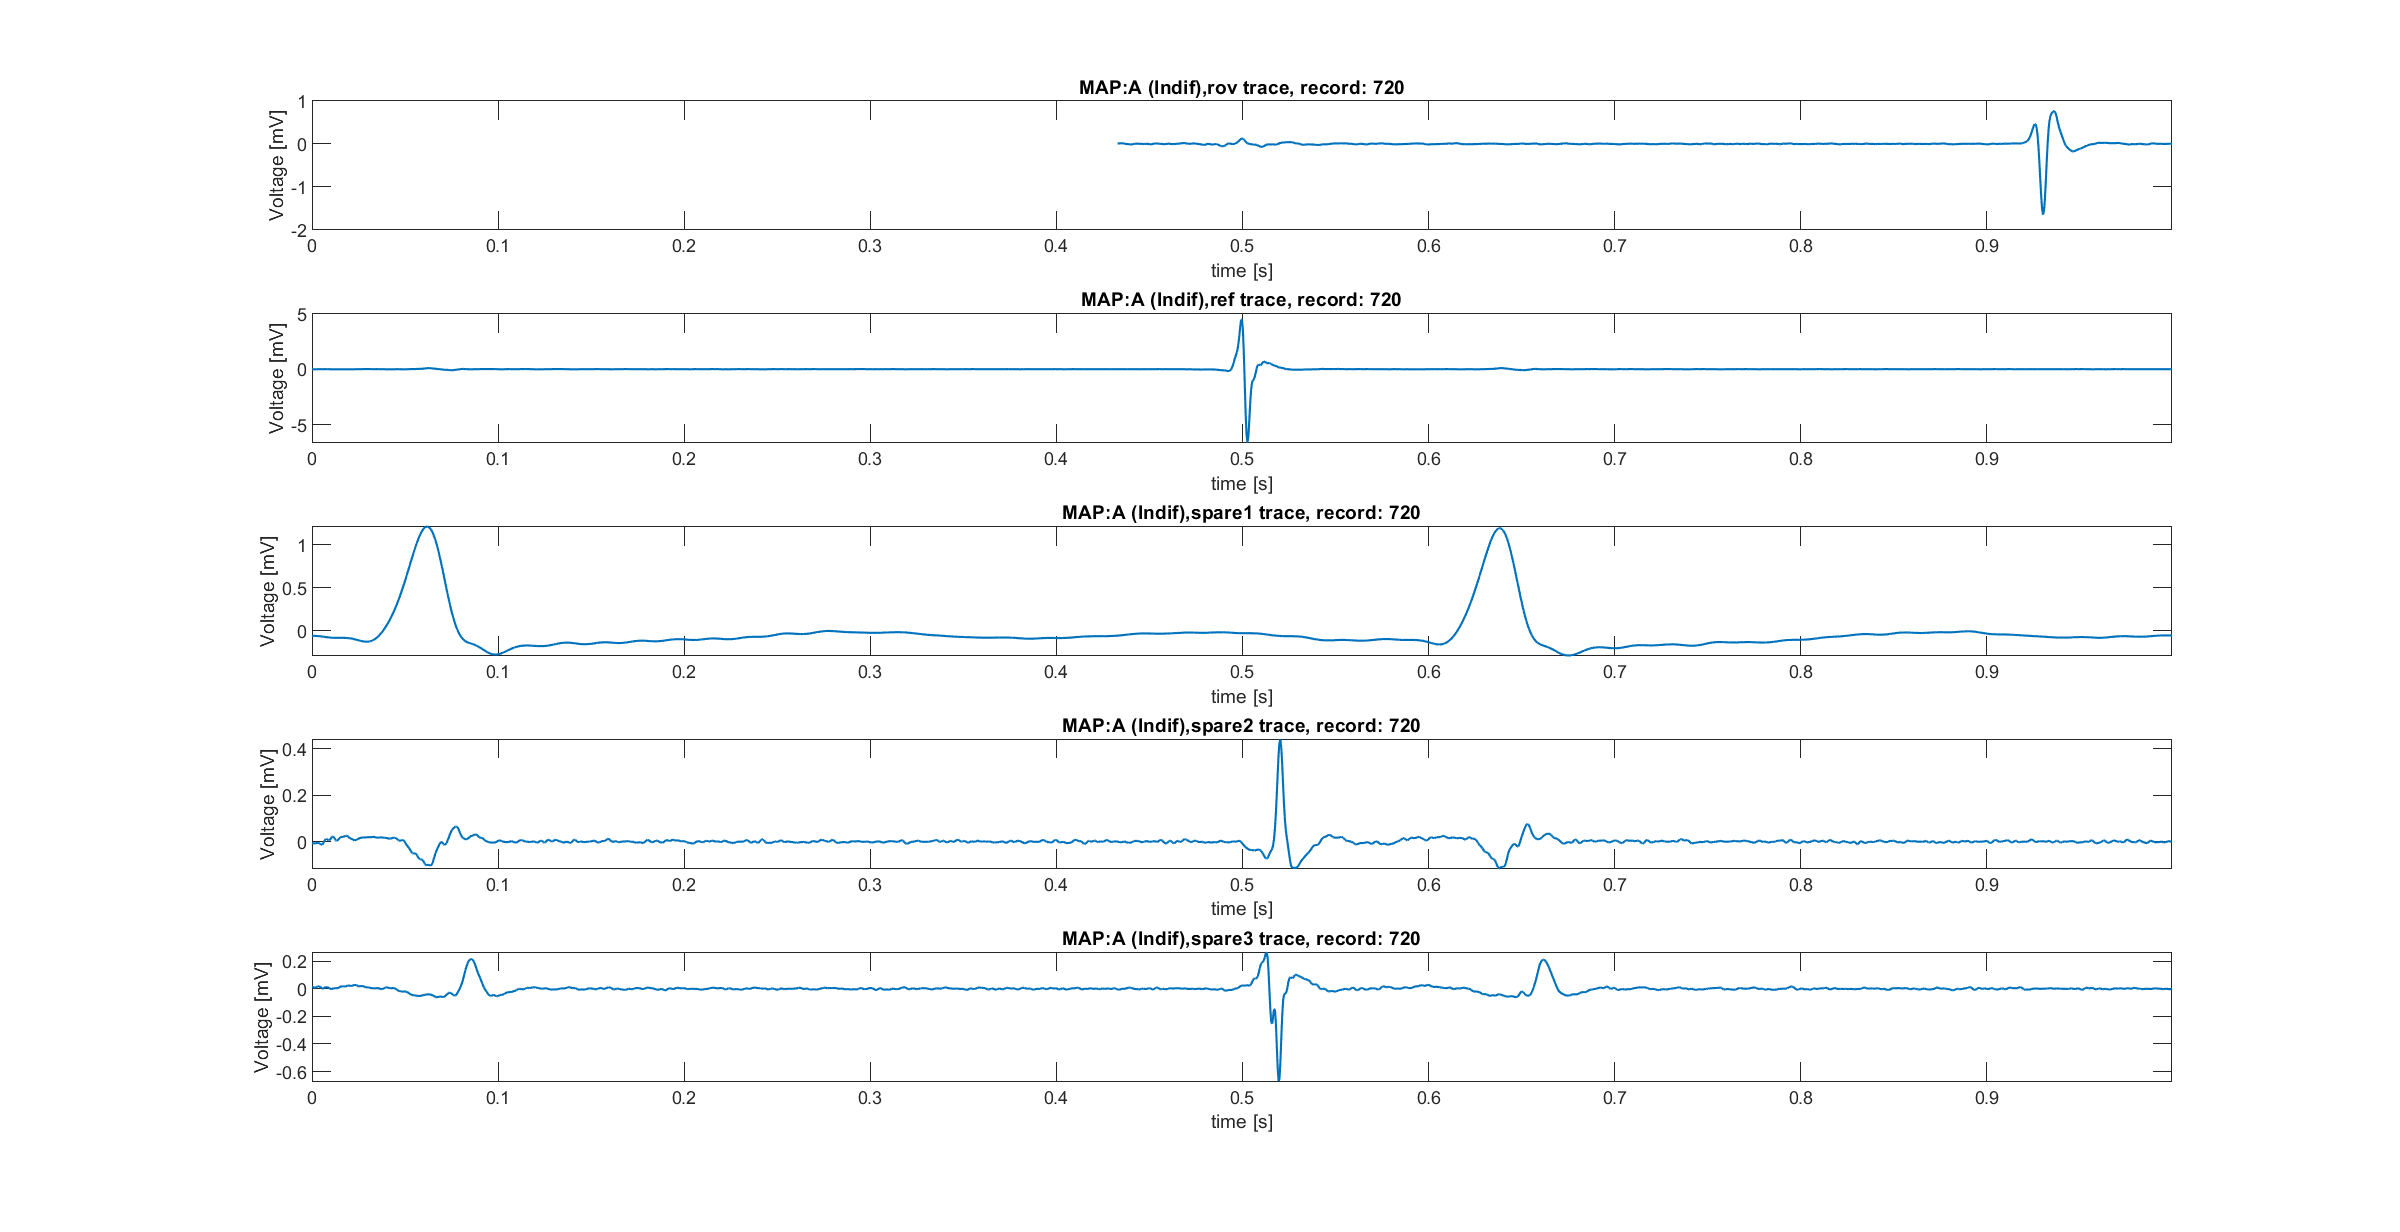 MAP:A (Indif),rov trace, record: 720
Voltage [mV]
1
0
-1
-2
0 0.1 0.2 0.3 0.4 0.5 0.6 0.7 0.8 0.9
time [s]
MAP:A (Indif),ref trace, record: 720
Voltage [mV]
5
0
-5
0 0.1 0.2 0.3 0.4 0.5 0.6 0.7 0.8 0.9
time [s]
MAP:A (Indif),spare1 trace, record: 720
Voltage [mV]
1
0.5
0
0 0.1 0.2 0.3 0.4 0.5 0.6 0.7 0.8 0.9
time [s]
MAP:A (Indif),spare2 trace, record: 720
Voltage [mV]
0.4
0.2
0
0 0.1 0.2 0.3 0.4 0.5 0.6 0.7 0.8 0.9
time [s]
MAP:A (Indif),spare3 trace, record: 720
Voltage [mV]
0.2
0
-0.2
-0.4
-0.6
0 0.1 0.2 0.3 0.4 0.5 0.6 0.7 0.8 0.9
time [s]